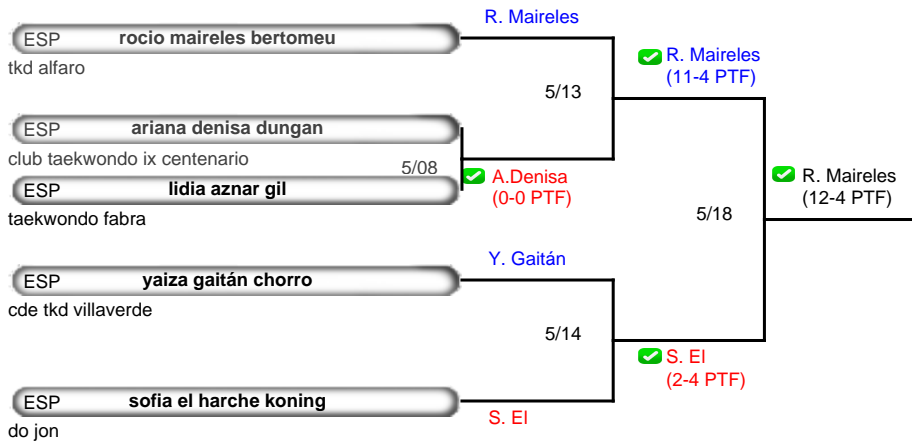 R. Maireles
ESP rocio maireles bertomeu
tkd alfaro
R. Maireles
(11-4 PTF)
5/13
ESP ariana denisa dungan
club taekwondo ix centenario
5/08
A.Denisa
(0-0 PTF)
ESP lidia aznar gil
taekwondo fabra
R. Maireles
(12-4 PTF)
5/18
Y. Gaitán
ESP yaiza gaitán chorro
cde tkd villaverde
5/14
S. El
(2-4 PTF)
ESP sofia el harche koning
S. El
do jon